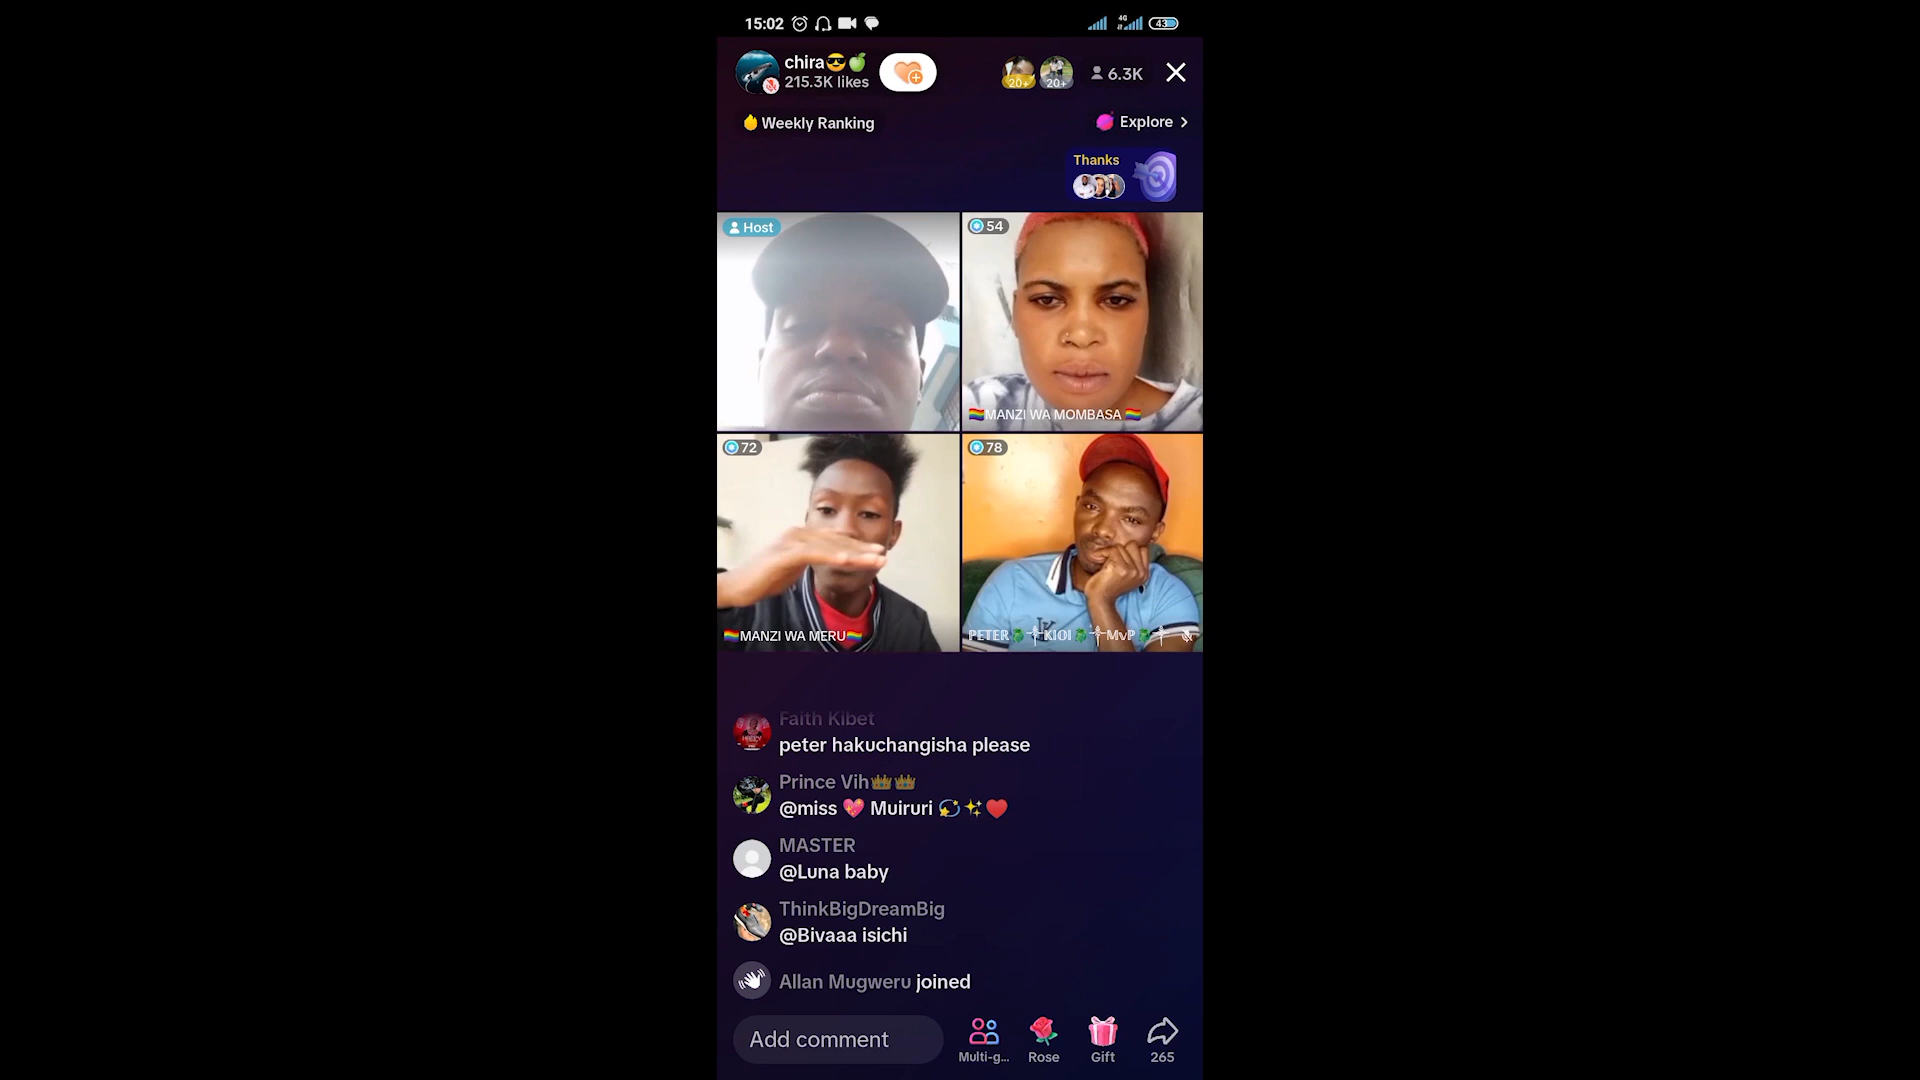 15:02
4G
43
chira😎🍏
215.3K likes
20+
20+
6.3K
Weekly Ranking
Explore
Thanks
Host
54
🏳️‍🌈MANZI WA MOMBASA 🏳️‍🌈
72
78
🏳️‍🌈MANZI WA MERU🏳️‍🌈
PETER🐉⸸KIOI🐉⸸MvP🐉⸸
Faith Kibet
peter hakuchangisha please
Prince Vih👑👑
@miss 💖 Muiruri 💫✨❤️
MASTER
@Luna baby
ThinkBigDreamBig
@Bivaaa isichi
Allan Mugweru joined
Add comment
Multi-g...
Rose
Gift
265